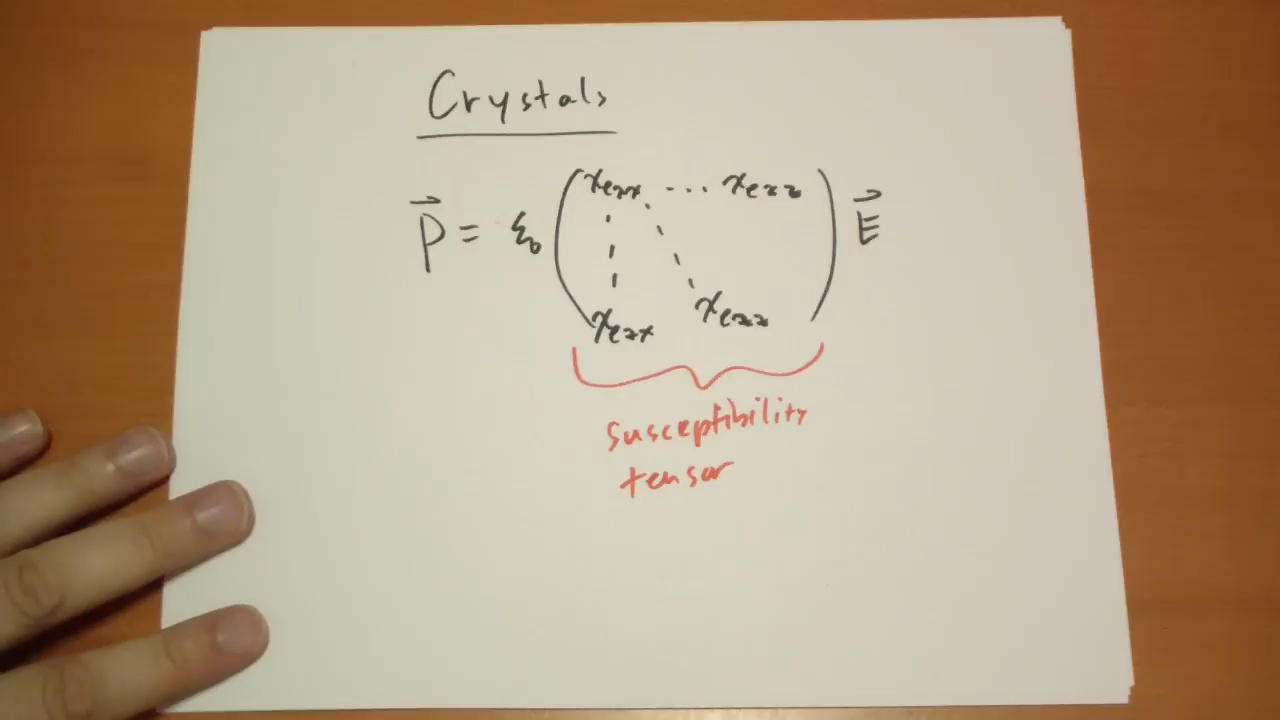 Crystals
P⃗ = ε₀ ( χexx ... χexz ) E⃗
χezx χezz
susceptibility
tensor